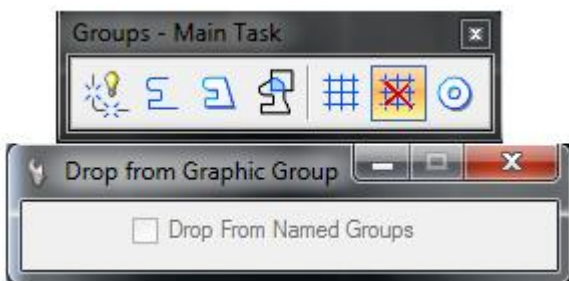 Groups - Main Task
Drop from Graphic Group
Drop From Named Groups